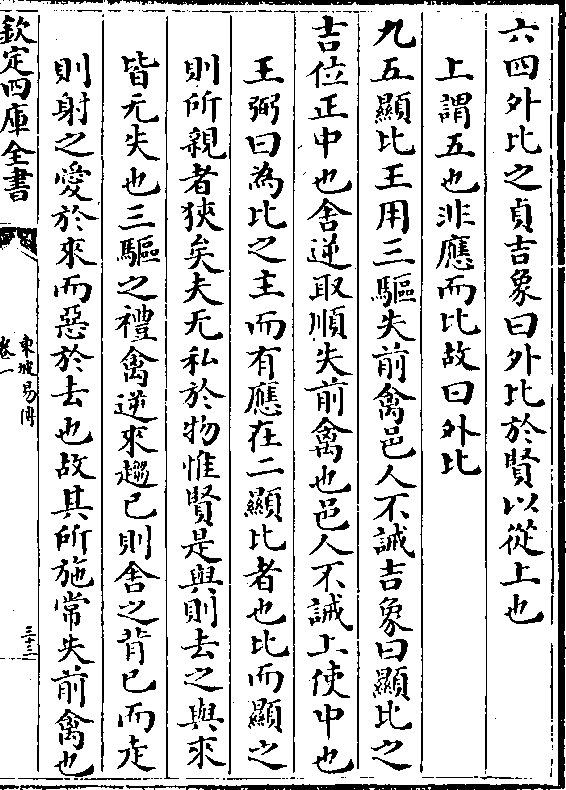 六四外比之貞吉象曰外比於賢以從上也
上謂五也非應而比故曰外比
九五顯比王用三驅失前禽邑人不誡吉象曰顯比之
吉位正中也舍逆取順失前禽也邑人不誡上使中也
王弼曰為比之主而有應在二顯比者也比而顯之
則所親者狹矣夫无私於物惟賢是與則去之與來
皆无失也三驅之禮禽逆來趨已則舍之背已而走
則射之愛於來而惡於去也故其所施常失前禽也
欽定四庫全書
東坡易傳
卷一
三十三